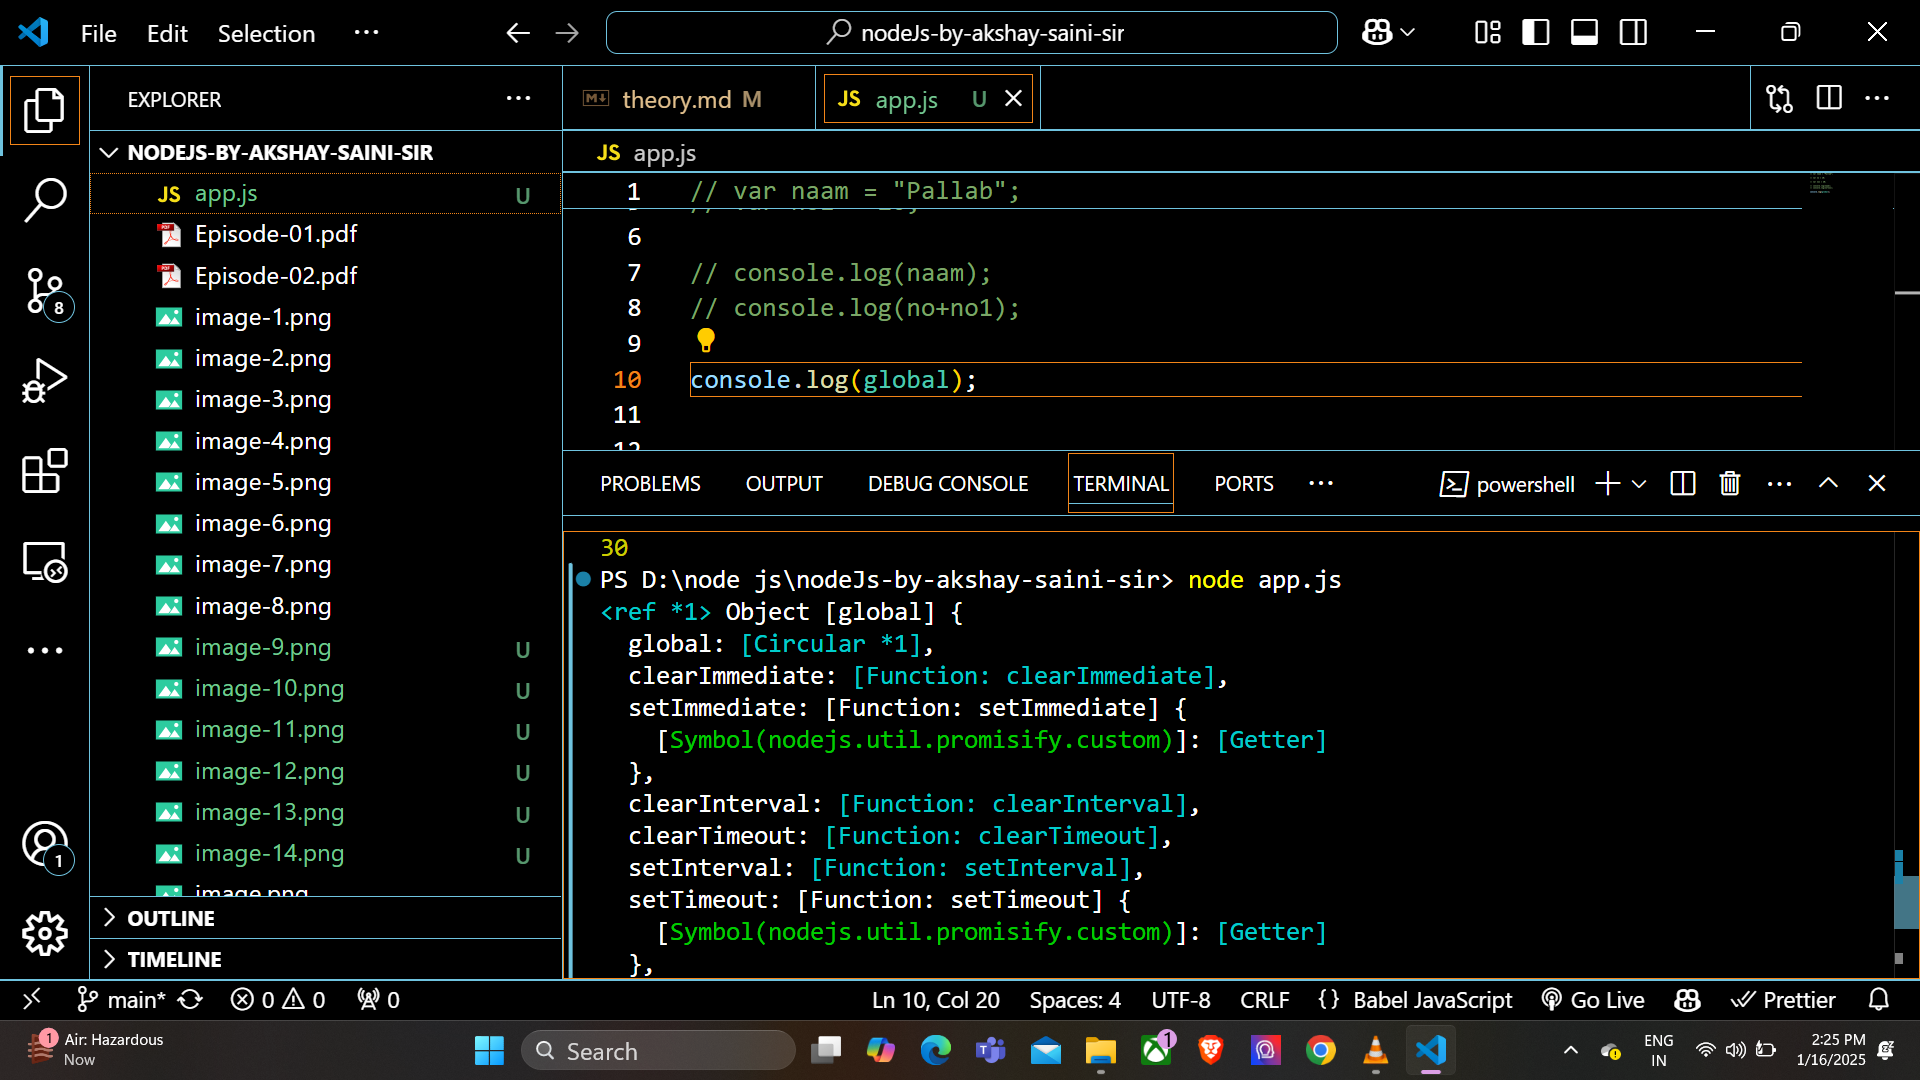 File Edit Selection ...
nodeJs-by-akshay-saini-sir
EXPLORER
NODEJS-BY-AKSHAY-SAINI-SIR
JS app.js U
Episode-01.pdf
Episode-02.pdf
image-1.png
image-2.png
image-3.png
image-4.png
image-5.png
image-6.png
image-7.png
image-8.png
image-9.png U
image-10.png U
image-11.png U
image-12.png U
image-13.png U
image-14.png U
image.png
OUTLINE
TIMELINE
8
1
theory.md M
JS app.js U
JS app.js
1 // var naam = "Pallab";
6
7 // console.log(naam);
8 // console.log(no+no1);
9
10 console.log(global);
11
12
PROBLEMS OUTPUT DEBUG CONSOLE TERMINAL PORTS ... powershell
30
PS D:\node js\nodeJs-by-akshay-saini-sir> node app.js
<ref *1> Object [global] {
global: [Circular *1],
clearImmediate: [Function: clearImmediate],
setImmediate: [Function: setImmediate] {
[Symbol(nodejs.util.promisify.custom)]: [Getter]
},
clearInterval: [Function: clearInterval],
clearTimeout: [Function: clearTimeout],
setInterval: [Function: setInterval],
setTimeout: [Function: setTimeout] {
[Symbol(nodejs.util.promisify.custom)]: [Getter]
},
main* 0 0 0 Ln 10, Col 20 Spaces: 4 UTF-8 CRLF {} Babel JavaScript Go Live Prettier
1 Air: Hazardous
Now
Search
1
ENG
IN
2:25 PM
1/16/2025